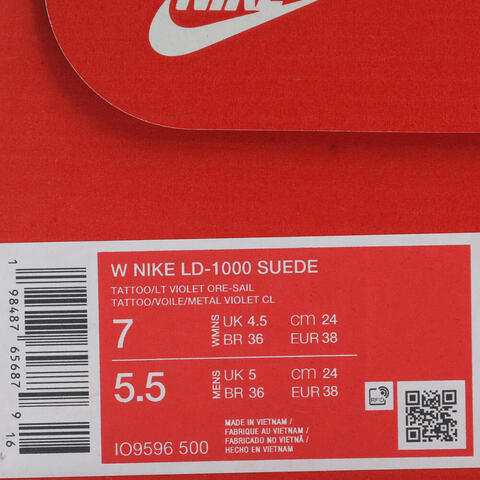 NIKE
W NIKE LD-1000 SUEDE
TATTOO/LT VIOLET ORE-SAIL
TATTOO/VOILE/METAL VIOLET CL
7 WMNS UK 4.5 cm 24
BR 36 EUR 38
5.5 MENS UK 5 cm 24
BR 36 EUR 38
RFID
MADE IN VIETNAM /
FABRIQUE AU VIETNAM /
FABRICADO NO VIETNÃ /
HECHO EN VIETNAM
IO9596 500
1 98487 65687 9 16